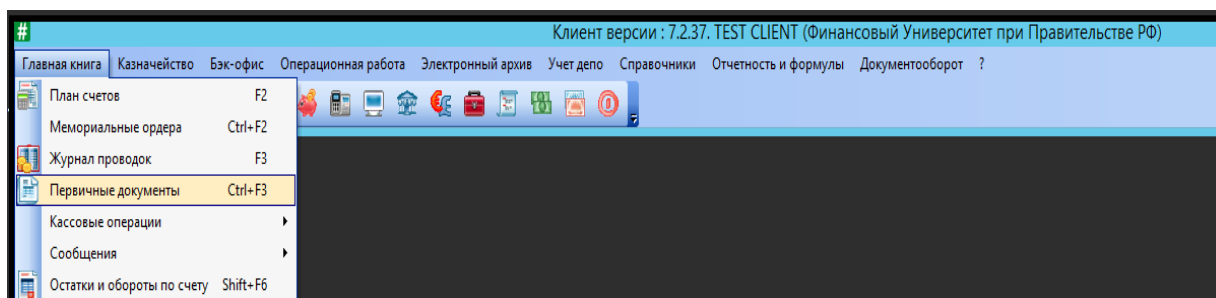 Клиент версии : 7.2.37. TEST CLIENT (Финансовый Университет при Правительстве РФ)
Главная книга Казначейство Бэк-офис Операционная работа Электронный архив Учет депо Справочники Отчетность и формулы Документооборот ?
План счетов F2
Мемориальные ордера Ctrl+F2
Журнал проводок F3
Первичные документы Ctrl+F3
Кассовые операции
Сообщения
Остатки и обороты по счету Shift+F6